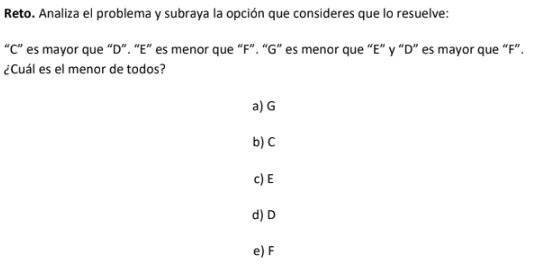 Reto. Analiza el problema y subraya la opción que consideres que lo resuelve:
“C” es mayor que “D”. “E” es menor que “F”. “G” es menor que “E” y “D” es mayor que “F”.
¿Cuál es el menor de todos?
a) G
b) C
c) E
d) D
e) F